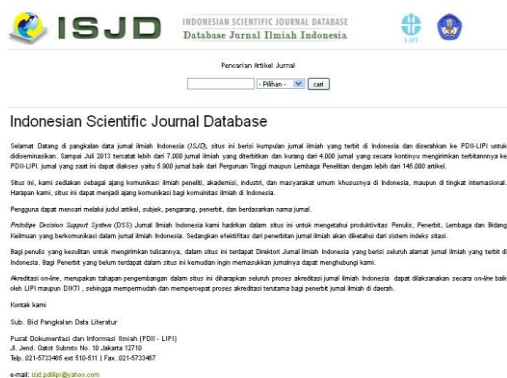 ISJD
INDONESIAN SCIENTIFIC JOURNAL DATABASE
Database Jurnal Ilmiah Indonesia
LIPI
Pencarian Artikel Jurnal
- Pilihan -
cari
Indonesian Scientific Journal Database
Selamat Datang di pangkalan data jurnal ilmiah Indonesia (ISJD), situs ini berisi kumpulan jurnal ilmiah yang terbit di Indonesia dan diserahkan ke PDII-LIPI untuk
didiseminasikan. Sampai Juli 2013 tercatat lebih dari 7.000 jurnal ilmiah yang diterbitkan dan kurang dari 4.000 jurnal yang secara kontinyu mengirimkan terbitannnya ke
PDII-LIPI. jurnal yang saat ini dapat diakses yaitu 5.900 jurnal baik dari Perguruan Tinggi maupun Lembaga Penelitian dengan lebih dari 145.000 artikel.
Situs ini, kami sediakan sebagai ajang komunikasi ilmiah peneliti, akademisi, industri, dan masyarakat umum khususnya di Indonesia, maupun di tingkat internasional.
Harapan kami, situs ini dapat menjadi ajang komunikasi bagi komunitas ilmiah di Indonesia.
Pengguna dapat mencari melalui judul artikel, subjek, pengarang, penerbit, dan berdasarkan nama jurnal.
Prototipe Decision Support System (DSS) Jurnal Ilmiah Indonesia kami hadirkan dalam situs ini untuk mengetahui produktivitas Penulis, Penerbit, Lembaga dan Bidang
Keilmuan yang berkomunikasi dalam jurnal ilmiah Indonesia. Sedangkan efektifitas dari penerbitan jurnal ilmiah akan diketahui dari sistem indeks sitasi.
Bagi penulis yang kesulitan untuk mengirimkan tulisannya, dalam situs ini terdapat Direktori Jurnal ilmiah Indonesia yang berisi seluruh alamat jurnal ilmiah yang terbit di
Indonesia. Bagi Penerbit yang belum terdapat dalam situs ini kemudian ingin memasukkan jurnalnya dapat menghubungi kami.
Akreditasi on-line, merupakan tahapan pengembangan dalam situs ini diharapkan seluruh proses akreditasi jurnal ilmiah Indonesia dapat dilaksanakan secara on-line baik
oleh LIPI maupun DIKTI , sehingga mempermudah dan mempercepat proses akreditasi terutama bagi penerbit jurnal ilmiah di daerah.
Kontak kami
Sub. Bid Pangkalan Data Literatur
Pusat Dokumentasi dan Informasi Ilmiah (PDII - LIPI)
Jl. Jend. Gatot Subroto No. 10 Jakarta 12710
Telp. 021-5733465 ext 510-511 | Fax. 021-5733467
e-mail: isjd.pdiilipi@yahoo.com